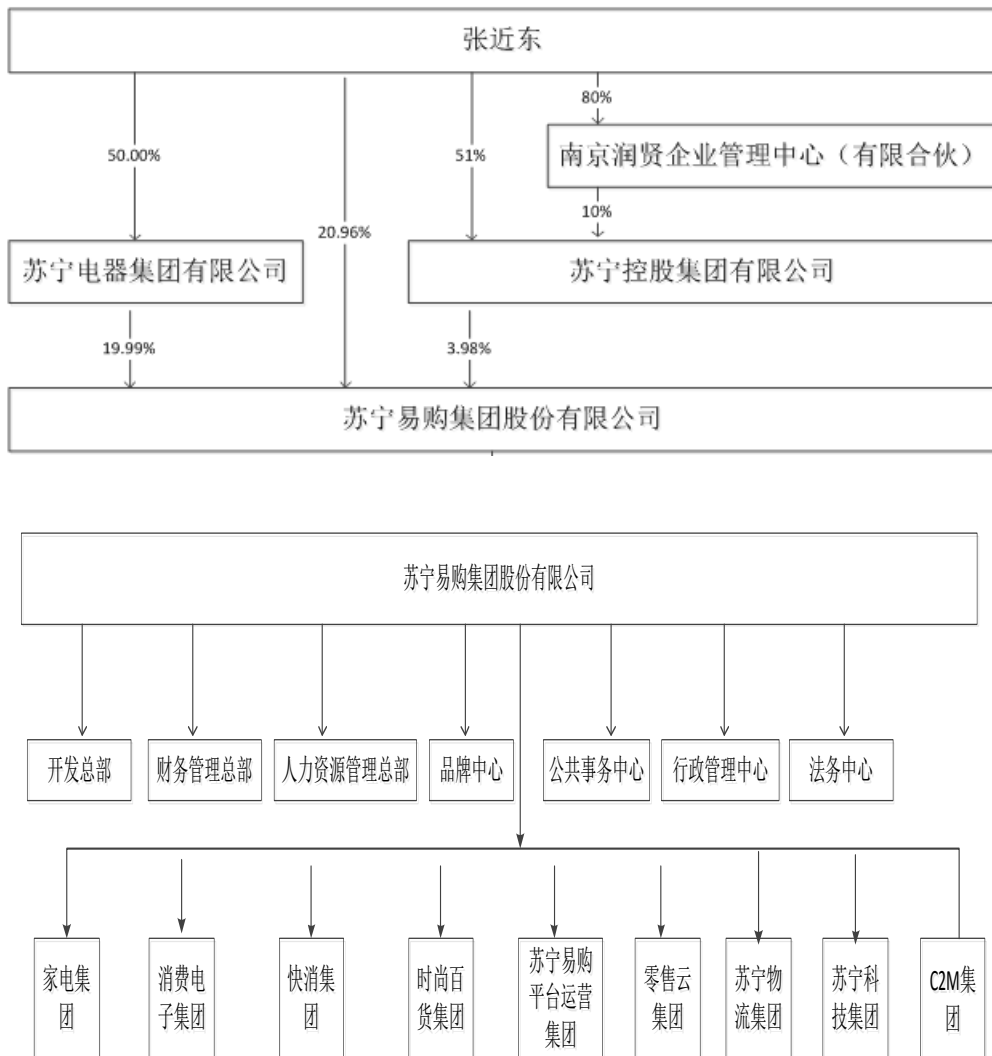 张近东
80%
50.00%
51%
南京润贤企业管理中心（有限合伙）
10%
20.96%
苏宁电器集团有限公司
苏宁控股集团有限公司
19.99%
3.98%
苏宁易购集团股份有限公司
苏宁易购集团股份有限公司
开发总部
财务管理总部
人力资源管理总部
品牌中心
公共事务中心
行政管理中心
法务中心
家电集
团
消费电
子集团
快消集
团
时尚百
货集团
苏宁易购
平台运营
集团
零售云
集团
苏宁物
流集团
苏宁科
技集团
C2M集
团